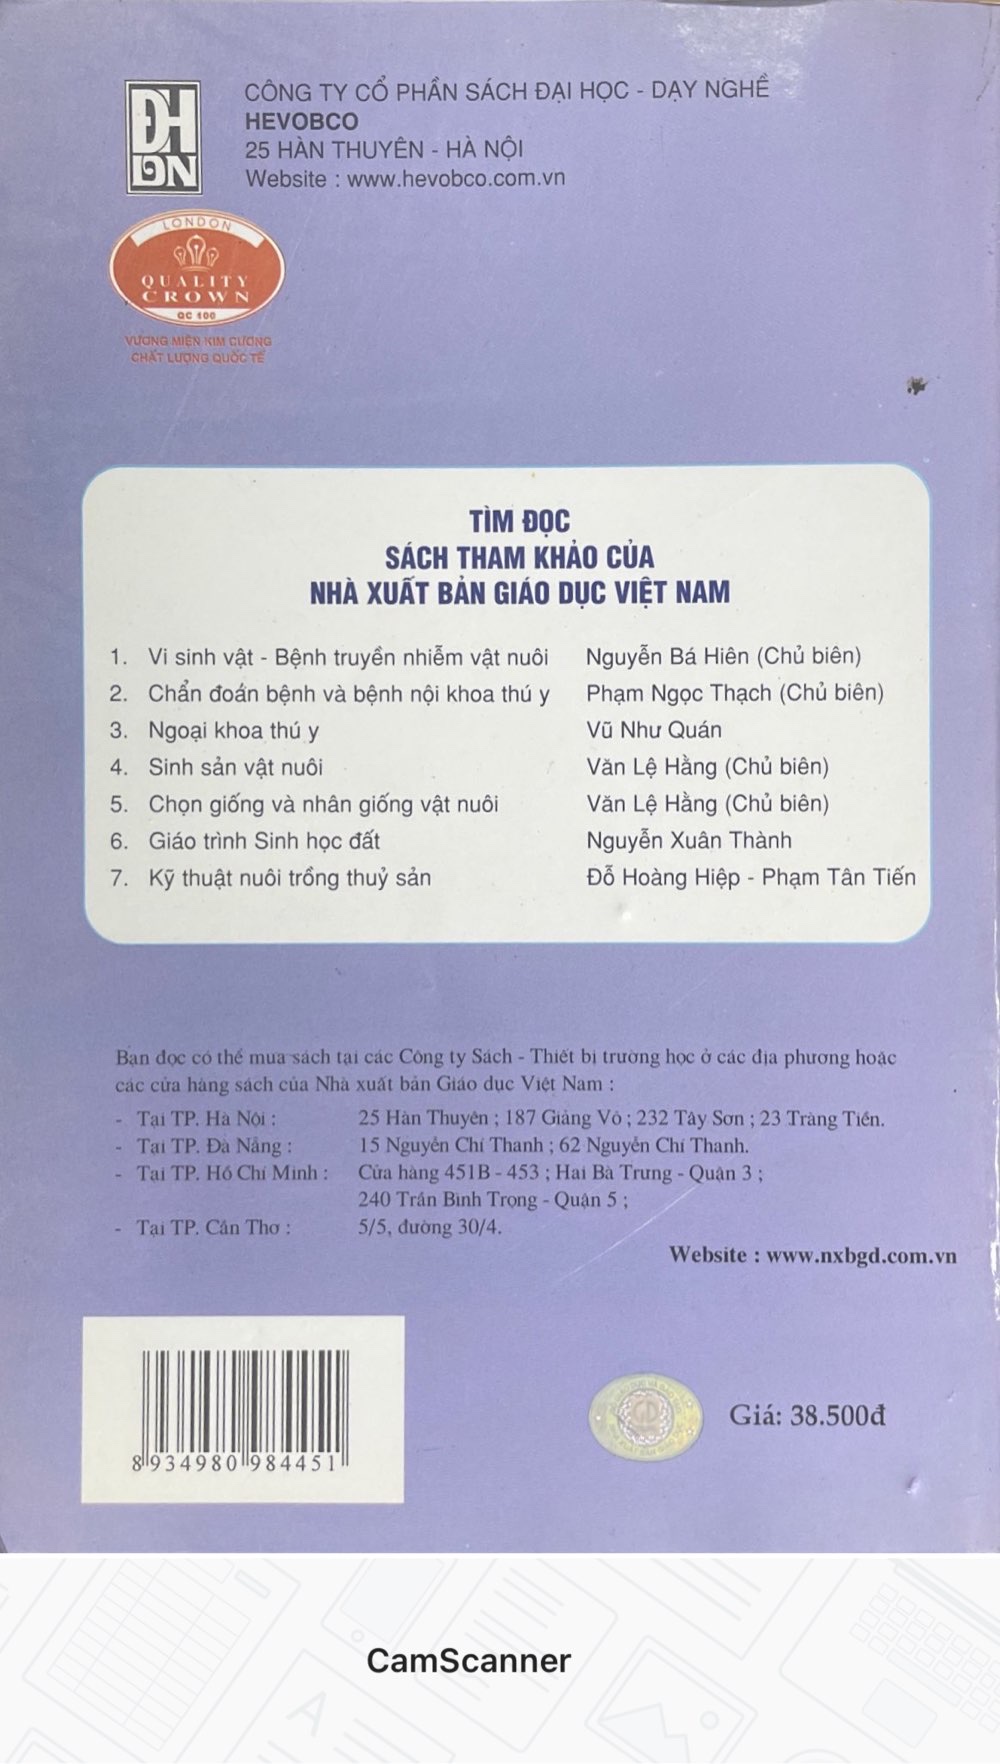 CÔNG TY CỔ PHẦN SÁCH ĐẠI HỌC - DẠY NGHỀ
HEVOBCO
25 HÀN THUYÊN - HÀ NỘI
Website : www.hevobco.com.vn
ĐH
DN
LONDON
QUALITY
CROWN
QC 100
VƯƠNG MIỆN KIM CƯƠNG
CHẤT LƯỢNG QUỐC TẾ
TÌM ĐỌC
SÁCH THAM KHẢO CỦA
NHÀ XUẤT BẢN GIÁO DỤC VIỆT NAM
1. Vi sinh vật - Bệnh truyền nhiễm vật nuôi Nguyễn Bá Hiên (Chủ biên)
2. Chẩn đoán bệnh và bệnh nội khoa thú y Phạm Ngọc Thạch (Chủ biên)
3. Ngoại khoa thú y Vũ Như Quán
4. Sinh sản vật nuôi Văn Lệ Hằng (Chủ biên)
5. Chọn giống và nhân giống vật nuôi Văn Lệ Hằng (Chủ biên)
6. Giáo trình Sinh học đất Nguyễn Xuân Thành
7. Kỹ thuật nuôi trồng thuỷ sản Đỗ Hoàng Hiệp - Phạm Tân Tiến
Bạn đọc có thể mua sách tại các Công ty Sách - Thiết bị trường học ở các địa phương hoặc
các cửa hàng sách của Nhà xuất bản Giáo dục Việt Nam :
- Tại TP. Hà Nội : 25 Hàn Thuyên ; 187 Giảng Võ ; 232 Tây Sơn ; 23 Tràng Tiền.
- Tại TP. Đà Nẵng : 15 Nguyễn Chí Thanh ; 62 Nguyễn Chí Thanh.
- Tại TP. Hồ Chí Minh : Cửa hàng 451B - 453 ; Hai Bà Trưng - Quận 3 ;
240 Trần Bình Trọng - Quận 5 ;
- Tại TP. Cần Thơ : 5/5, đường 30/4.
Website : www.nxbgd.com.vn
8 934980 984451
GD
Giá: 38.500đ
CamScanner